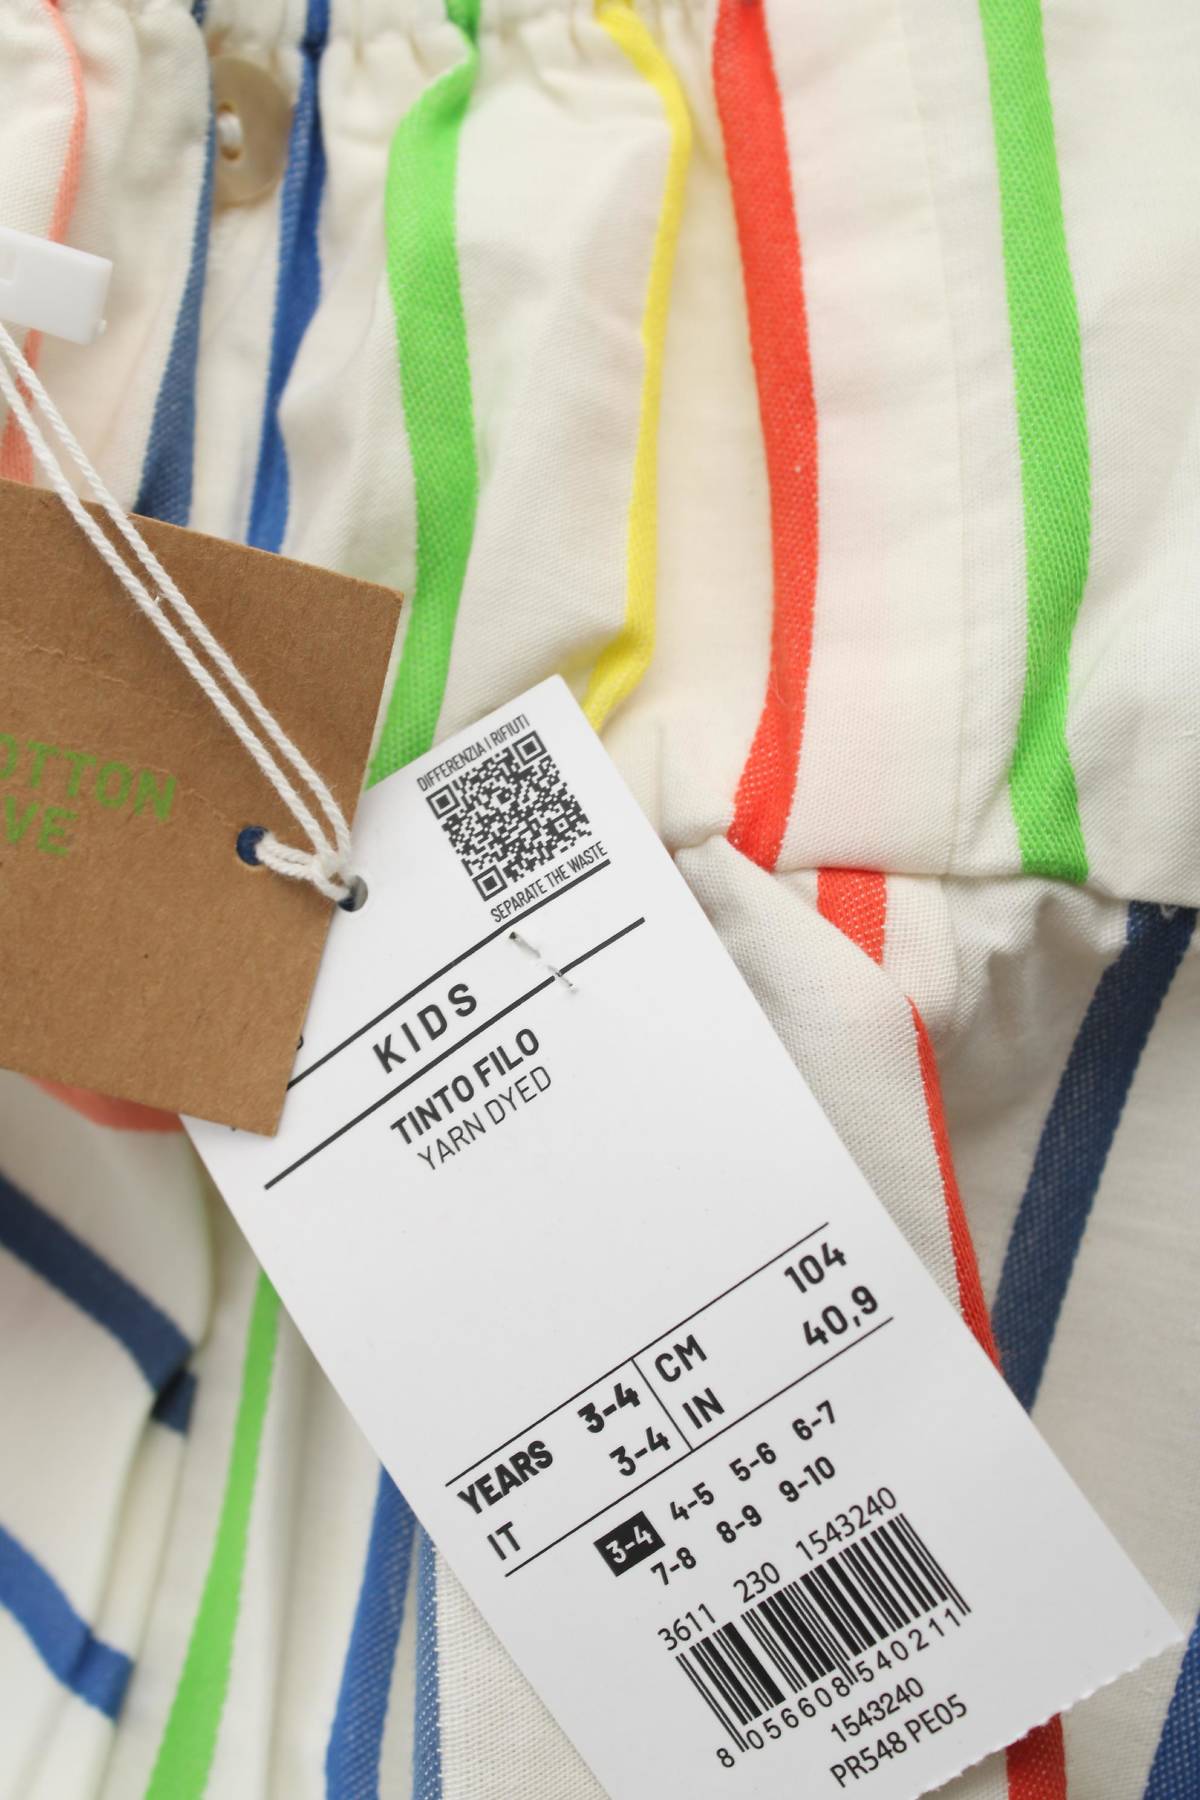 OTTON
VE
DIFFERENZIA I RIFIUTI
SEPARATE THE WASTE
KIDS
TINTO FILO
YARN DYED
YEARS 3-4 CM 104
IT 3-4 IN 40,9
3-4 4-5 5-6 6-7
7-8 8-9 9-10
3611 230 1543240
8 056608 540211
1543240
PR548 PE05